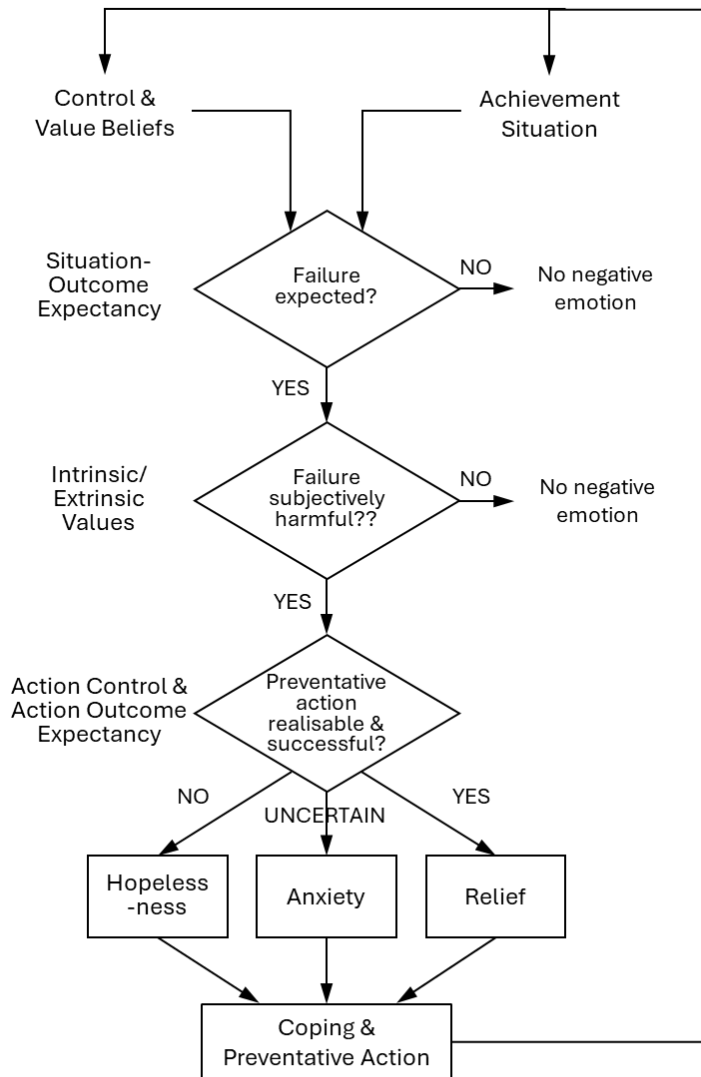 Control &
Value Beliefs
Achievement
Situation
Situation-
Outcome
Expectancy
Failure
expected?
NO
No negative
emotion
YES
Intrinsic/
Extrinsic
Values
Failure
subjectively
harmful??
NO
No negative
emotion
YES
Action Control &
Action Outcome
Expectancy
Preventative
action
realisable &
successful?
NO
UNCERTAIN
YES
Hopeless
-ness
Anxiety
Relief
Coping &
Preventative Action